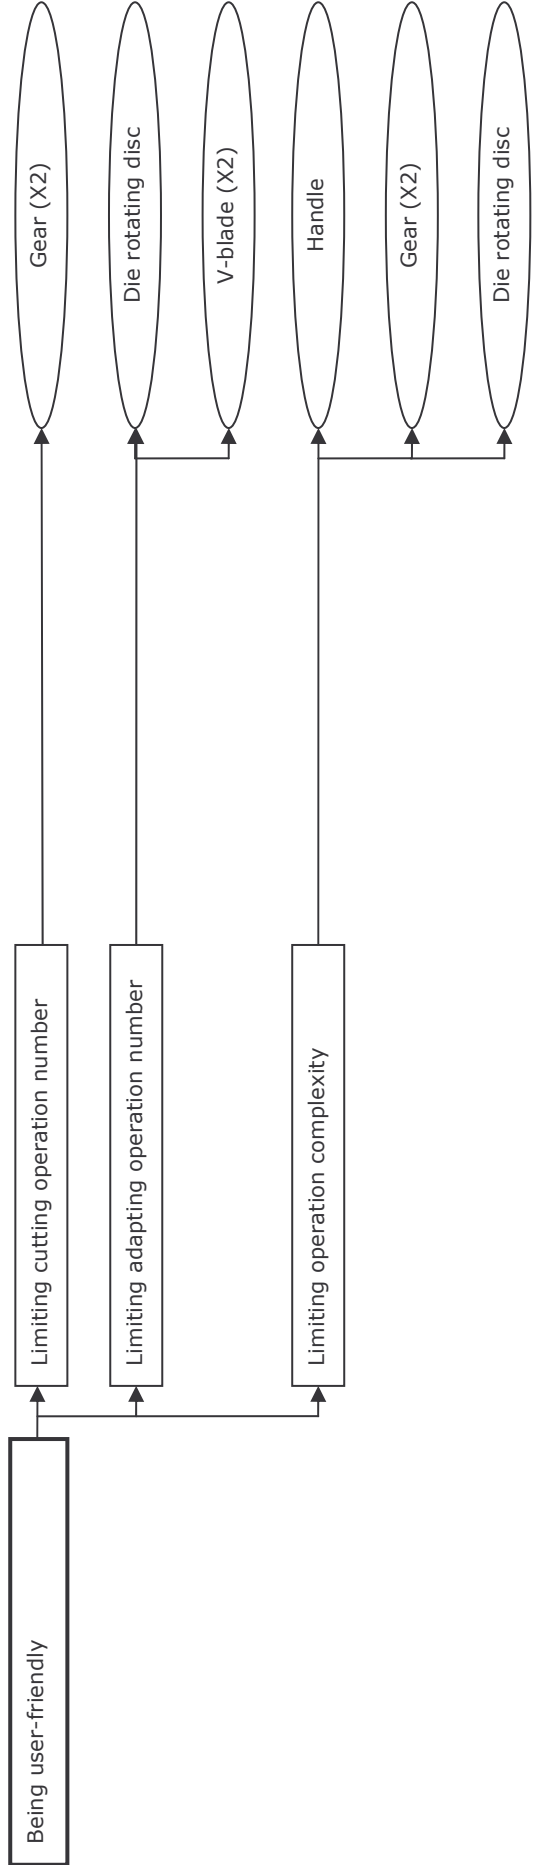 Being user-friendly
Limiting cutting operation number
Gear (X2)
Limiting adapting operation number
Die rotating disc
V-blade (X2)
Limiting operation complexity
Handle
Gear (X2)
Die rotating disc